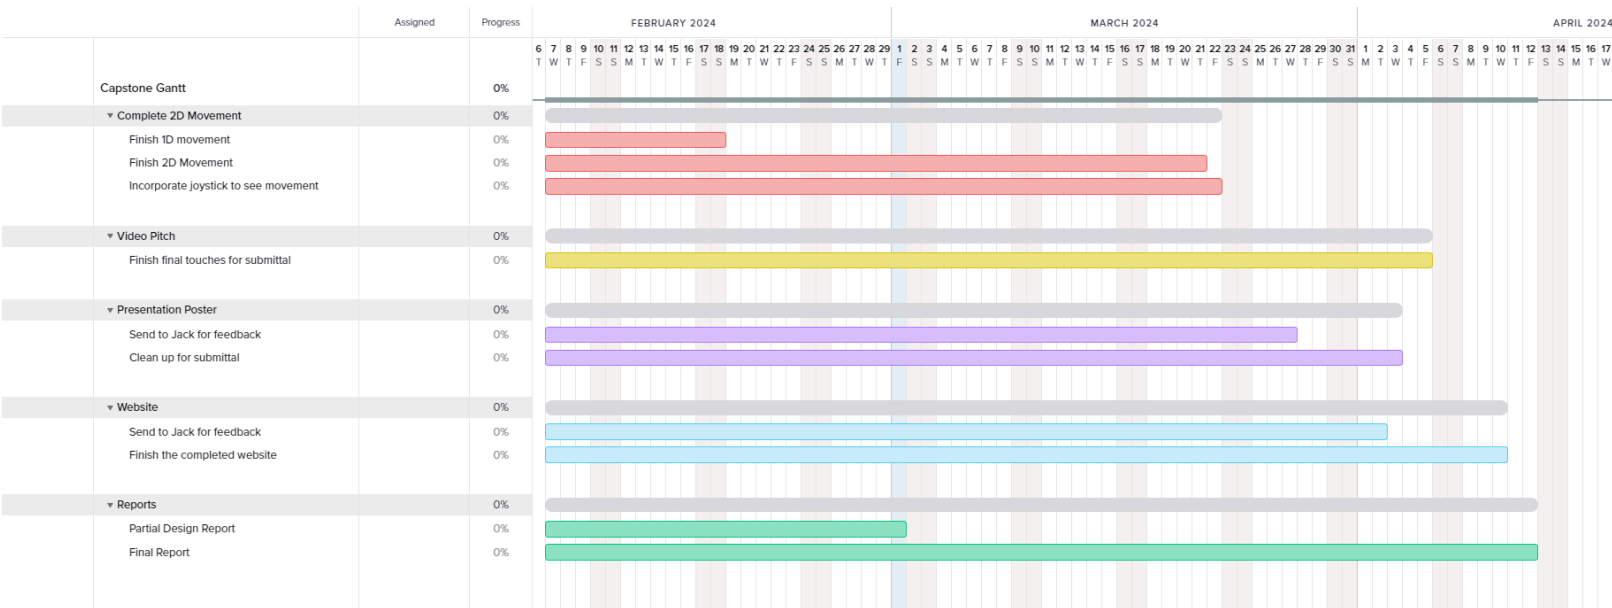 Assigned Progress FEBRUARY 2024 MARCH 2024 APRIL 2024
6 7 8 9 10 11 12 13 14 15 16 17 18 19 20 21 22 23 24 25 26 27 28 29 1 2 3 4 5 6 7 8 9 10 11 12 13 14 15 16 17 18 19 20 21 22 23 24 25 26 27 28 29 30 31 1 2 3 4 5 6 7 8 9 10 11 12 13 14 15 16 17
T W T F S S M T W T F S S M T W T F S S M T W T F S S M T W T F S S M T W T F S S M T W T F S S M T W T F S S M T W T F S S M T W T F S S M T W
Capstone Gantt 0%
Complete 2D Movement 0%
Finish 1D movement 0%
Finish 2D Movement 0%
Incorporate joystick to see movement 0%
Video Pitch 0%
Finish final touches for submittal 0%
Presentation Poster 0%
Send to Jack for feedback 0%
Clean up for submittal 0%
Website 0%
Send to Jack for feedback 0%
Finish the completed website 0%
Reports 0%
Partial Design Report 0%
Final Report 0%